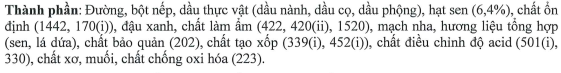 Thành phần: Đường, bột nếp, dầu thực vật (dầu nành, dầu cọ, dầu phộng), hạt sen (6,4%), chất ổn
định (1442, 170(i)), đậu xanh, chất làm ẩm (422, 420(ii), 1520), mạch nha, hương liệu tổng hợp
(sen, lá dứa), chất bảo quản (202), chất tạo xốp (339(i), 452(i)), chất điều chỉnh độ acid (501(i),
330), chất xơ, muối, chất chống oxi hóa (223).